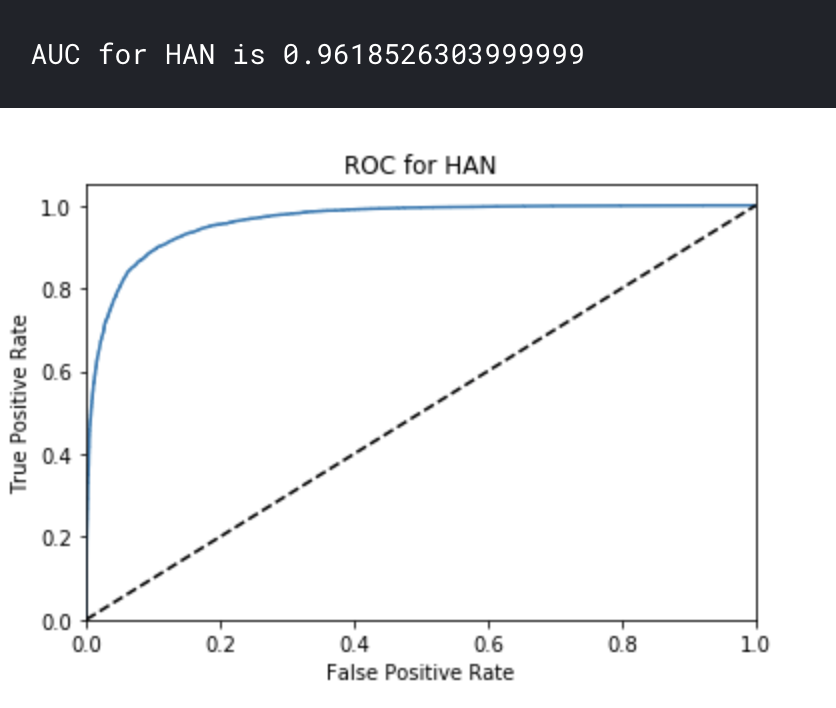 AUC for HAN is 0.9618526303999999
ROC for HAN
True Positive Rate
1.0
0.8
0.6
0.4
0.2
0.0
0.0 0.2 0.4 0.6 0.8 1.0
False Positive Rate